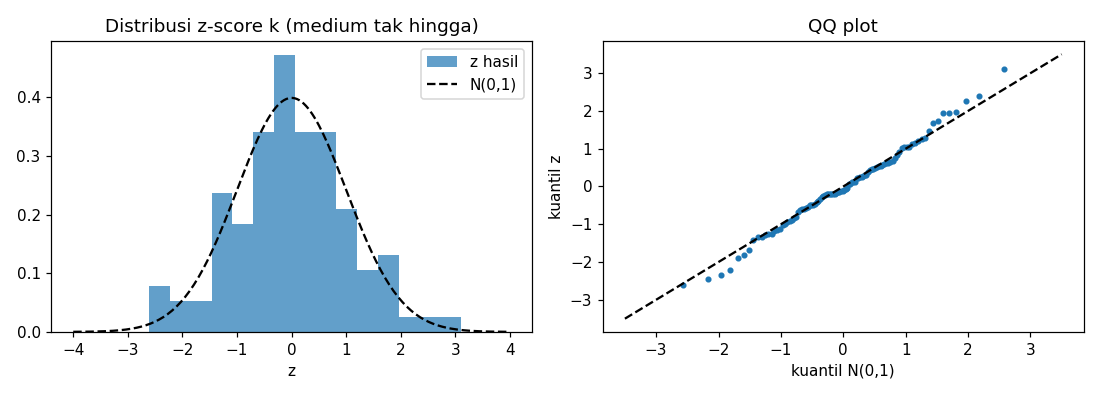 Distribusi z-score k (medium tak hingga)
z hasil
N(0,1)
0.4
0.3
0.2
0.1
0.0
−4 −3 −2 −1 0 1 2 3 4
z
QQ plot
kuantil z
3
2
1
0
−1
−2
−3
−3 −2 −1 0 1 2 3
kuantil N(0,1)